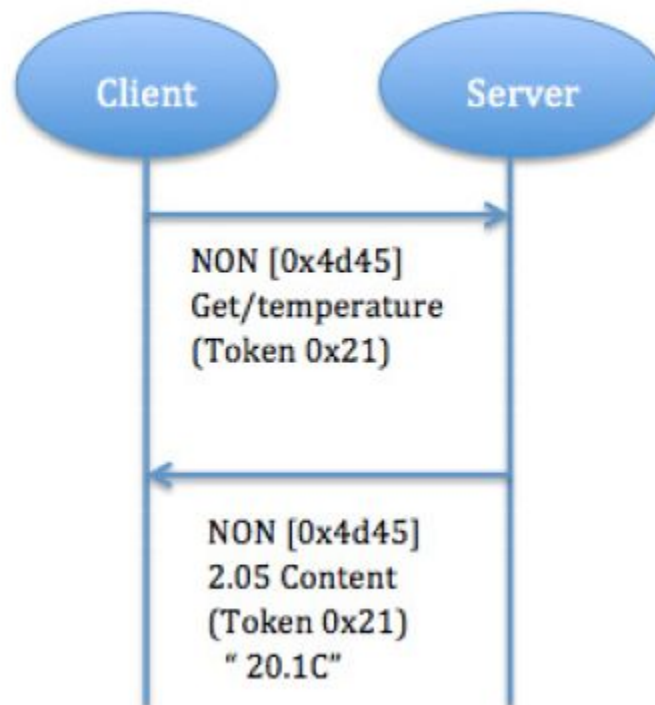 Client
Server
NON [0x4d45]
Get/temperature
(Token 0x21)
NON [0x4d45]
2.05 Content
(Token 0x21)
“ 20.1C”